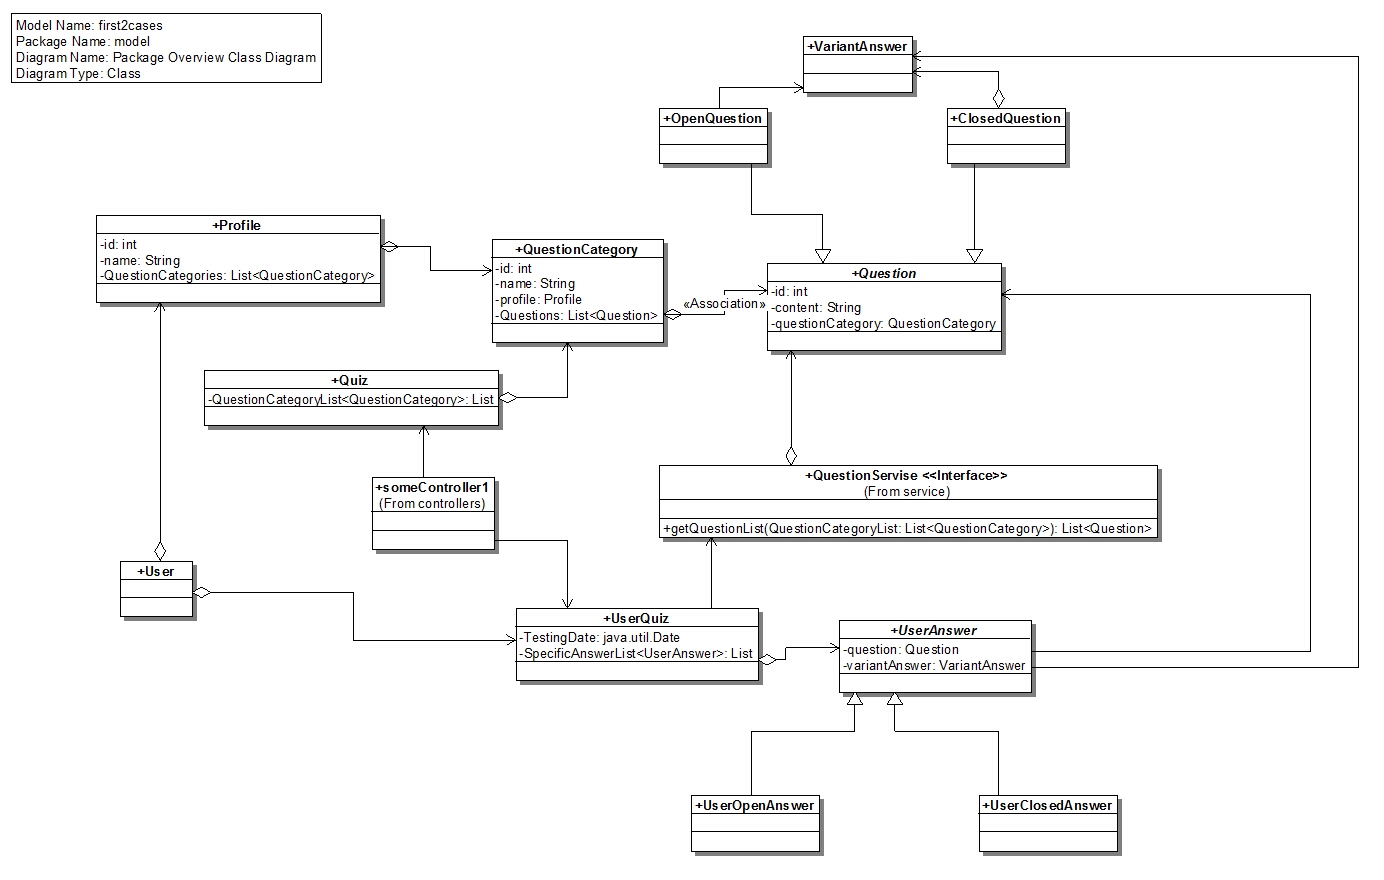 Model Name: first2cases
Package Name: model
Diagram Name: Package Overview Class Diagram
Diagram Type: Class
+VariantAnswer
+OpenQuestion
+ClosedQuestion
+Profile
-id: int
-name: String
-QuestionCategories: List<QuestionCategory>
+QuestionCategory
-id: int
-name: String
-profile: Profile
-Questions: List<Question>
«Association»
+Question
-id: int
-content: String
-questionCategory: QuestionCategory
+Quiz
-QuestionCategoryList<QuestionCategory>: List
+someController1
(From controllers)
+QuestionServise <<Interface>>
(From service)
+getQuestionList(QuestionCategoryList: List<QuestionCategory>): List<Question>
+User
+UserQuiz
-TestingDate: java.util.Date
-SpecificAnswerList<UserAnswer>: List
+UserAnswer
-question: Question
-variantAnswer: VariantAnswer
+UserOpenAnswer
+UserClosedAnswer